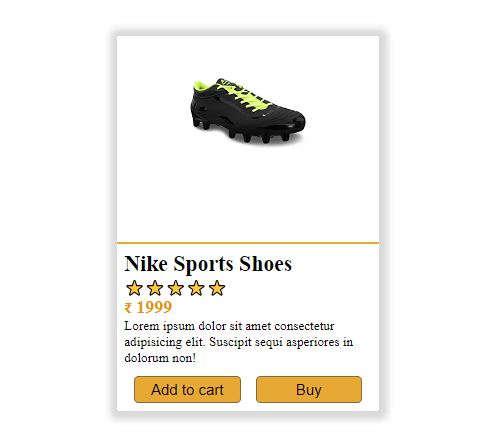 Nike Sports Shoes
₹ 1999
Lorem ipsum dolor sit amet consectetur
adipisicing elit. Suscipit sequi asperiores in
dolorum non!
Add to cart
Buy